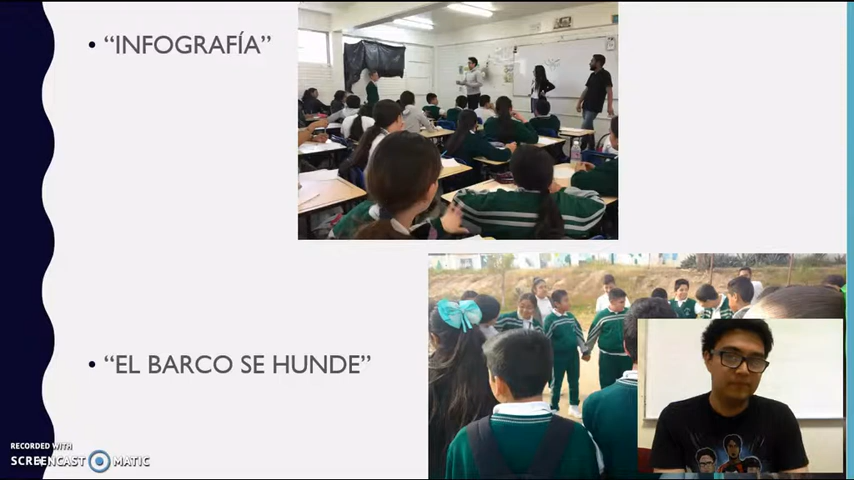 • “INFOGRAFÍA”
• “EL BARCO SE HUNDE”
RECORDED WITH
SCREENCAST MATIC